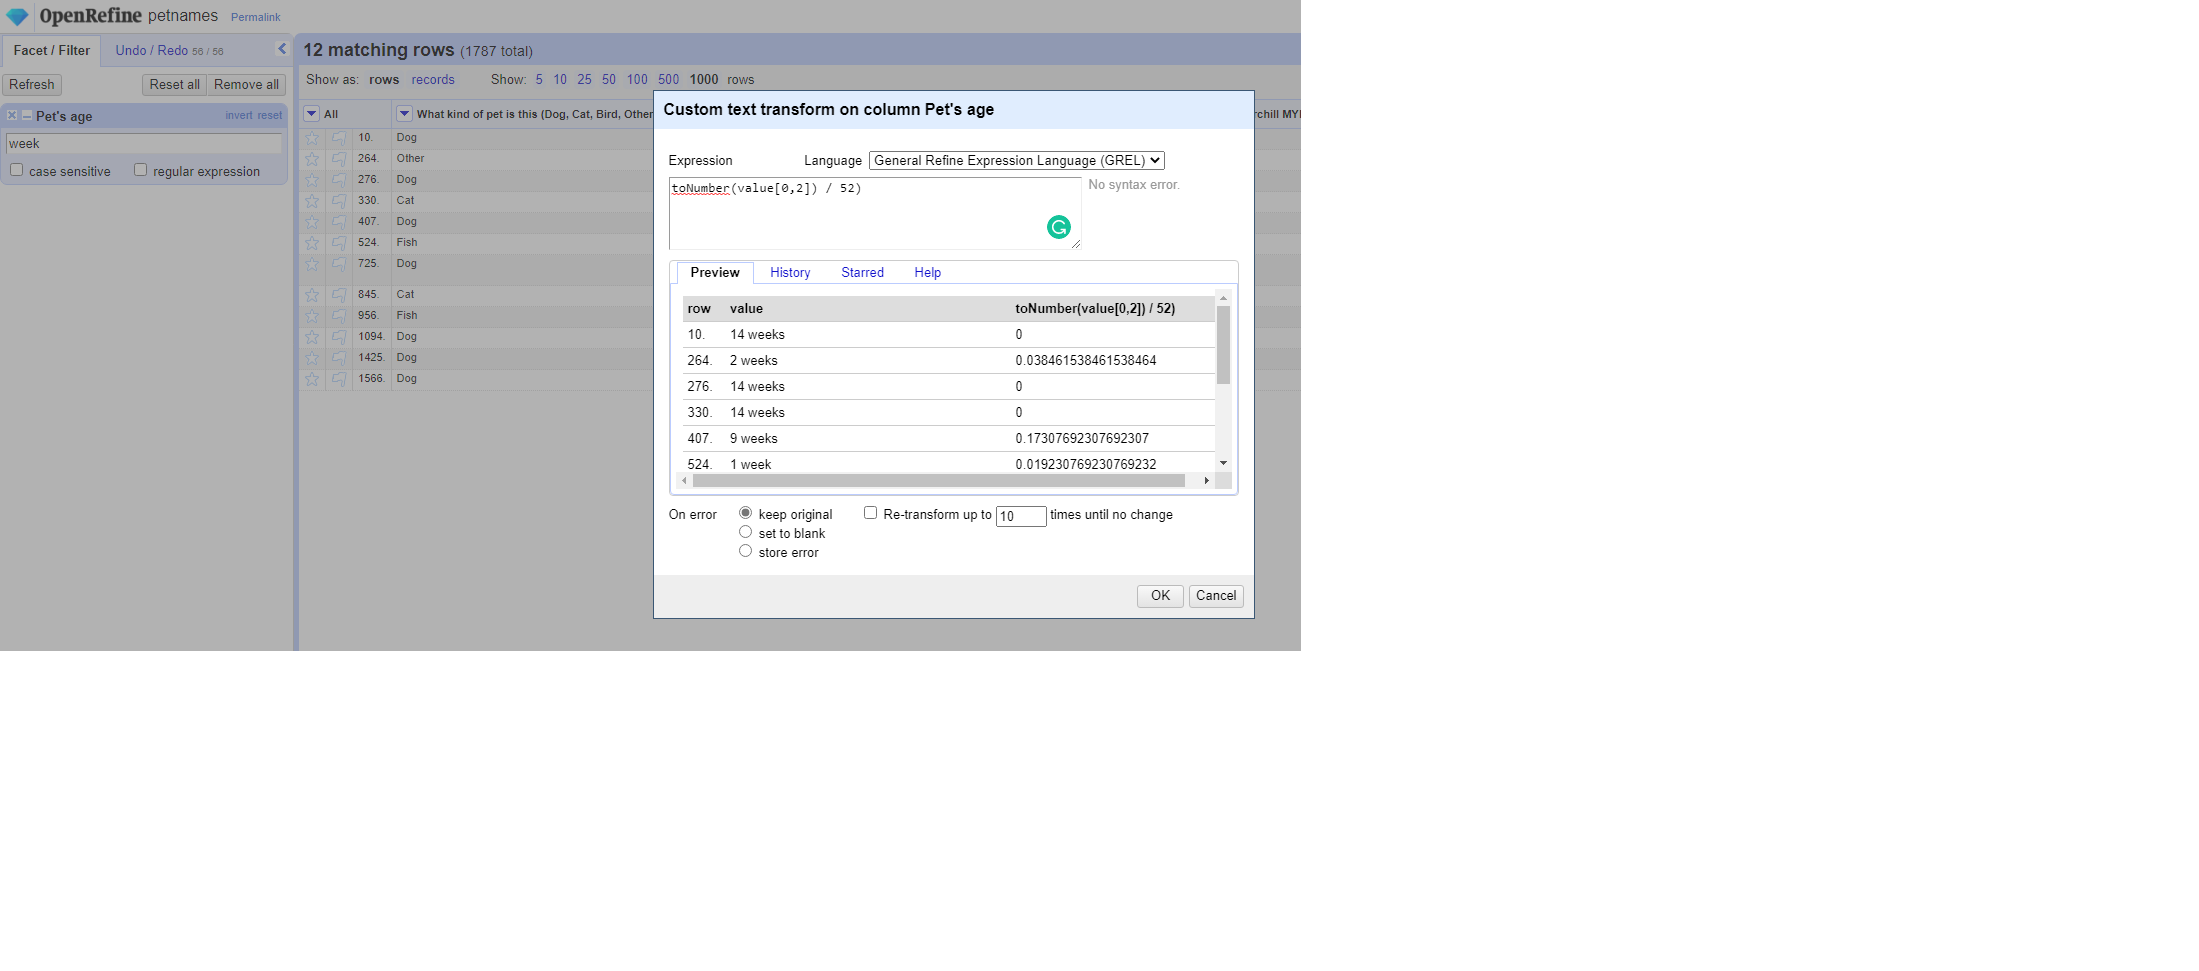 OpenRefine petnames Permalink
Facet / Filter Undo / Redo 56 / 56
Refresh Reset all Remove all
Pet's age invert reset
week
case sensitive regular expression
12 matching rows (1787 total)
Show as: rows records Show: 5 10 25 50 100 500 1000 rows
All What kind of pet is this (Dog, Cat, Bird, Other rchill MY
10. Dog
264. Other
276. Dog
330. Cat
407. Dog
524. Fish
725. Dog
845. Cat
956. Fish
1094. Dog
1425. Dog
1566. Dog
Custom text transform on column Pet's age
Expression Language General Refine Expression Language (GREL)
toNumber(value[0,2]) / 52)
No syntax error.
Preview History Starred Help
row value toNumber(value[0,2]) / 52)
10. 14 weeks 0
264. 2 weeks 0.038461538461538464
276. 14 weeks 0
330. 14 weeks 0
407. 9 weeks 0.17307692307692307
524. 1 week 0.019230769230769232
On error keep original Re-transform up to 10 times until no change
set to blank
store error
OK Cancel